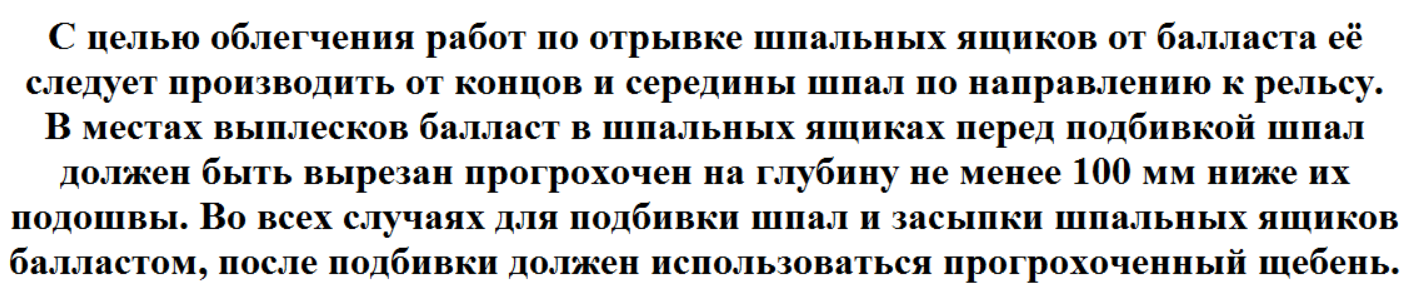 С целью облегчения работ по отрывке шпальных ящиков от балласта её
следует производить от концов и середины шпал по направлению к рельсу.
В местах выплесков балласт в шпальных ящиках перед подбивкой шпал
должен быть вырезан прогрохочен на глубину не менее 100 мм ниже их
подошвы. Во всех случаях для подбивки шпал и засыпки шпальных ящиков
балластом, после подбивки должен использоваться прогрохоченный щебень.